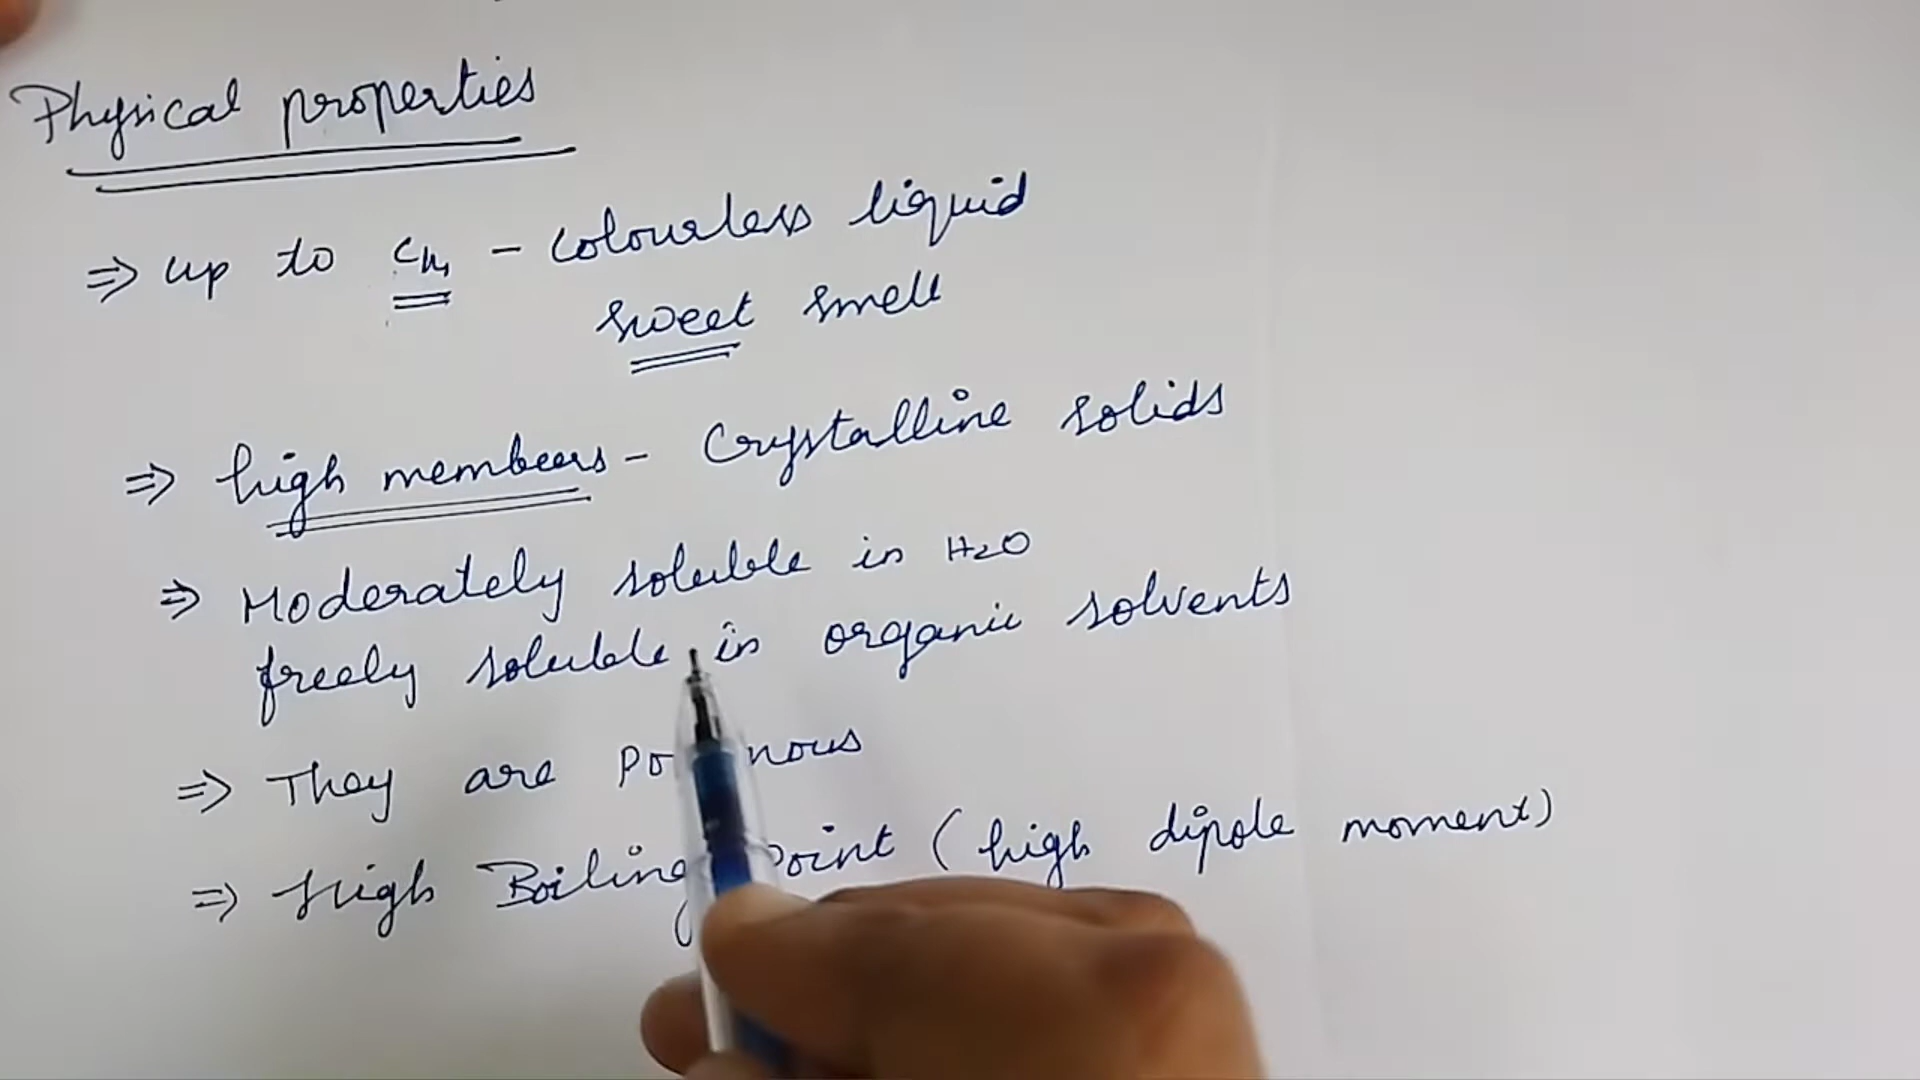 Physical properties
⇒ up to - colourless liquid
sweet smell
⇒ high members - Crystalline solids
⇒ Moderately soluble in H2O
freely soluble in organic solvents
⇒ They are
⇒ High Boiling point (high dipole moment)